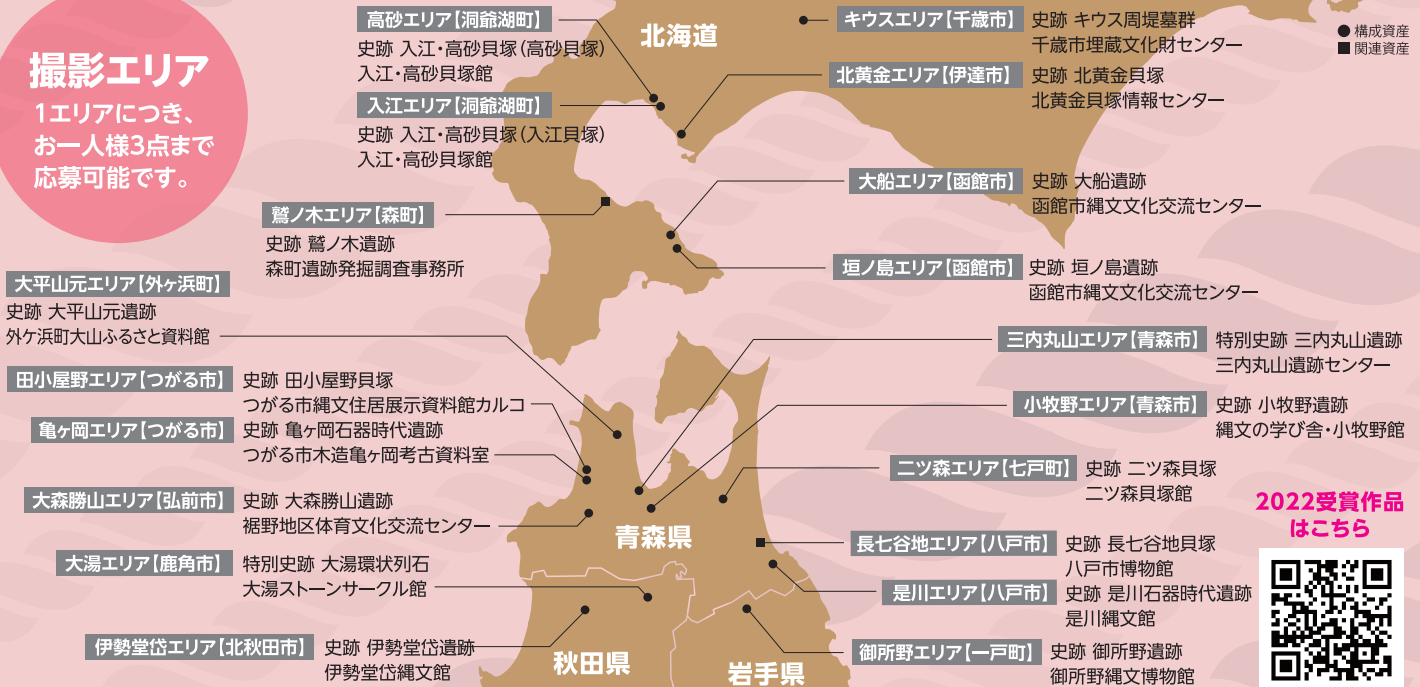 撮影エリア
1エリアにつき、
お一人様3点まで
応募可能です。
北海道
●構成資産
■関連資産
高砂エリア【洞爺湖町】
史跡 入江・高砂貝塚(高砂貝塚)
入江・高砂貝塚館
入江エリア【洞爺湖町】
史跡 入江・高砂貝塚(入江貝塚)
入江・高砂貝塚館
キウスエリア【千歳市】
史跡 キウス周堤墓群
千歳市埋蔵文化財センター
北黄金エリア【伊達市】
史跡 北黄金貝塚
北黄金貝塚情報センター
大船エリア【函館市】
史跡 大船遺跡
函館市縄文文化交流センター
鷲ノ木エリア【森町】
史跡 鷲ノ木遺跡
森町遺跡発掘調査事務所
垣ノ島エリア【函館市】
史跡 垣ノ島遺跡
函館市縄文文化交流センター
大平山元エリア【外ヶ浜町】
史跡 大平山元遺跡
外ケ浜町大山ふるさと資料館
田小屋野エリア【つがる市】
史跡 田小屋野貝塚
つがる市縄文住居展示資料館カルコ
亀ヶ岡エリア【つがる市】
史跡 亀ヶ岡石器時代遺跡
つがる市木造亀ヶ岡考古資料室
大森勝山エリア【弘前市】
史跡 大森勝山遺跡
裾野地区体育文化交流センター
大湯エリア【鹿角市】
特別史跡 大湯環状列石
大湯ストーンサークル館
伊勢堂岱エリア【北秋田市】
史跡 伊勢堂岱遺跡
伊勢堂岱縄文館
三内丸山エリア【青森市】
特別史跡 三内丸山遺跡
三内丸山遺跡センター
小牧野エリア【青森市】
史跡 小牧野遺跡
縄文の学び舎・小牧野館
二ツ森エリア【七戸町】
史跡 二ツ森貝塚
二ツ森貝塚館
長七谷地エリア【八戸市】
史跡 長七谷地貝塚
八戸市博物館
是川エリア【八戸市】
史跡 是川石器時代遺跡
是川縄文館
御所野エリア【一戸町】
史跡 御所野遺跡
御所野縄文博物館
青森県
秋田県
岩手県
2022受賞作品
はこちら